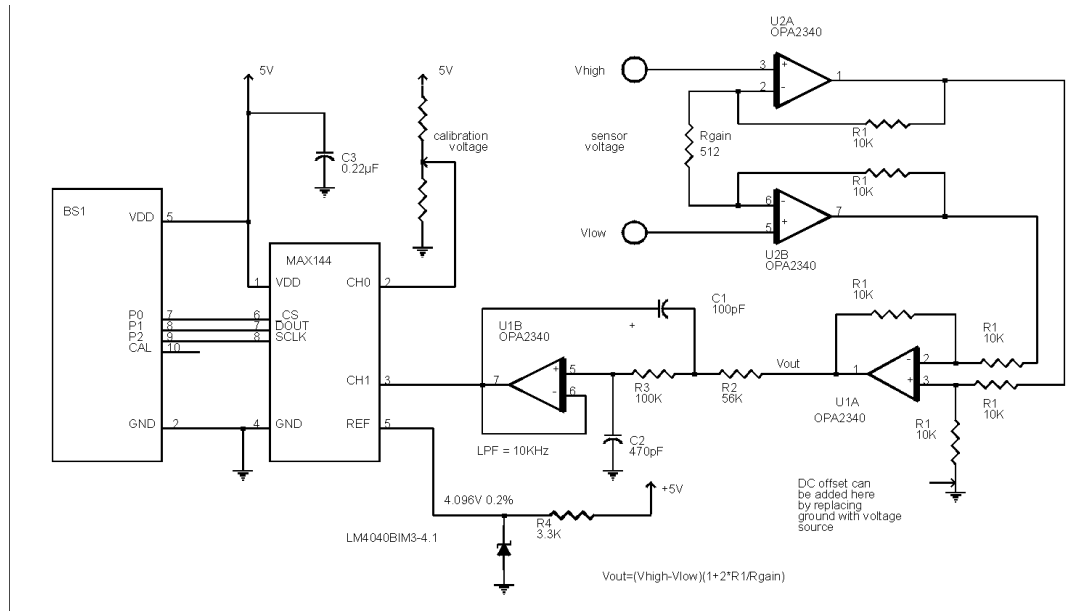 U2A
OPA2340
5V
5V
Vhigh
3
+
-
2
1
calibration
voltage
sensor
voltage
Rgain
512
R1
10K
C3
0.22µF
R1
10K
BS1
VDD
5
6
-
+
5
7
Vlow
U2B
OPA2340
MAX144
1
VDD
CH0
2
R1
10K
C1
100pF
+
P0
7
6
CS
P1
8
7
DOUT
P2
9
8
SCLK
CAL
10
U1B
OPA2340
R1
10K
Vout
-
2
1
+
3
CH1
3
7
+
5
-
6
R3
100K
R2
56K
U1A
OPA2340
R1
10K
R1
10K
GND
2
4
GND
REF
5
C2
470pF
LPF = 10KHz
DC offset can
be added here
by replacing
ground with voltage
source
+5V
4.096V 0.2%
R4
3.3K
LM4040BIM3-4.1
Vout=(Vhigh-Vlow)(1+2*R1/Rgain)